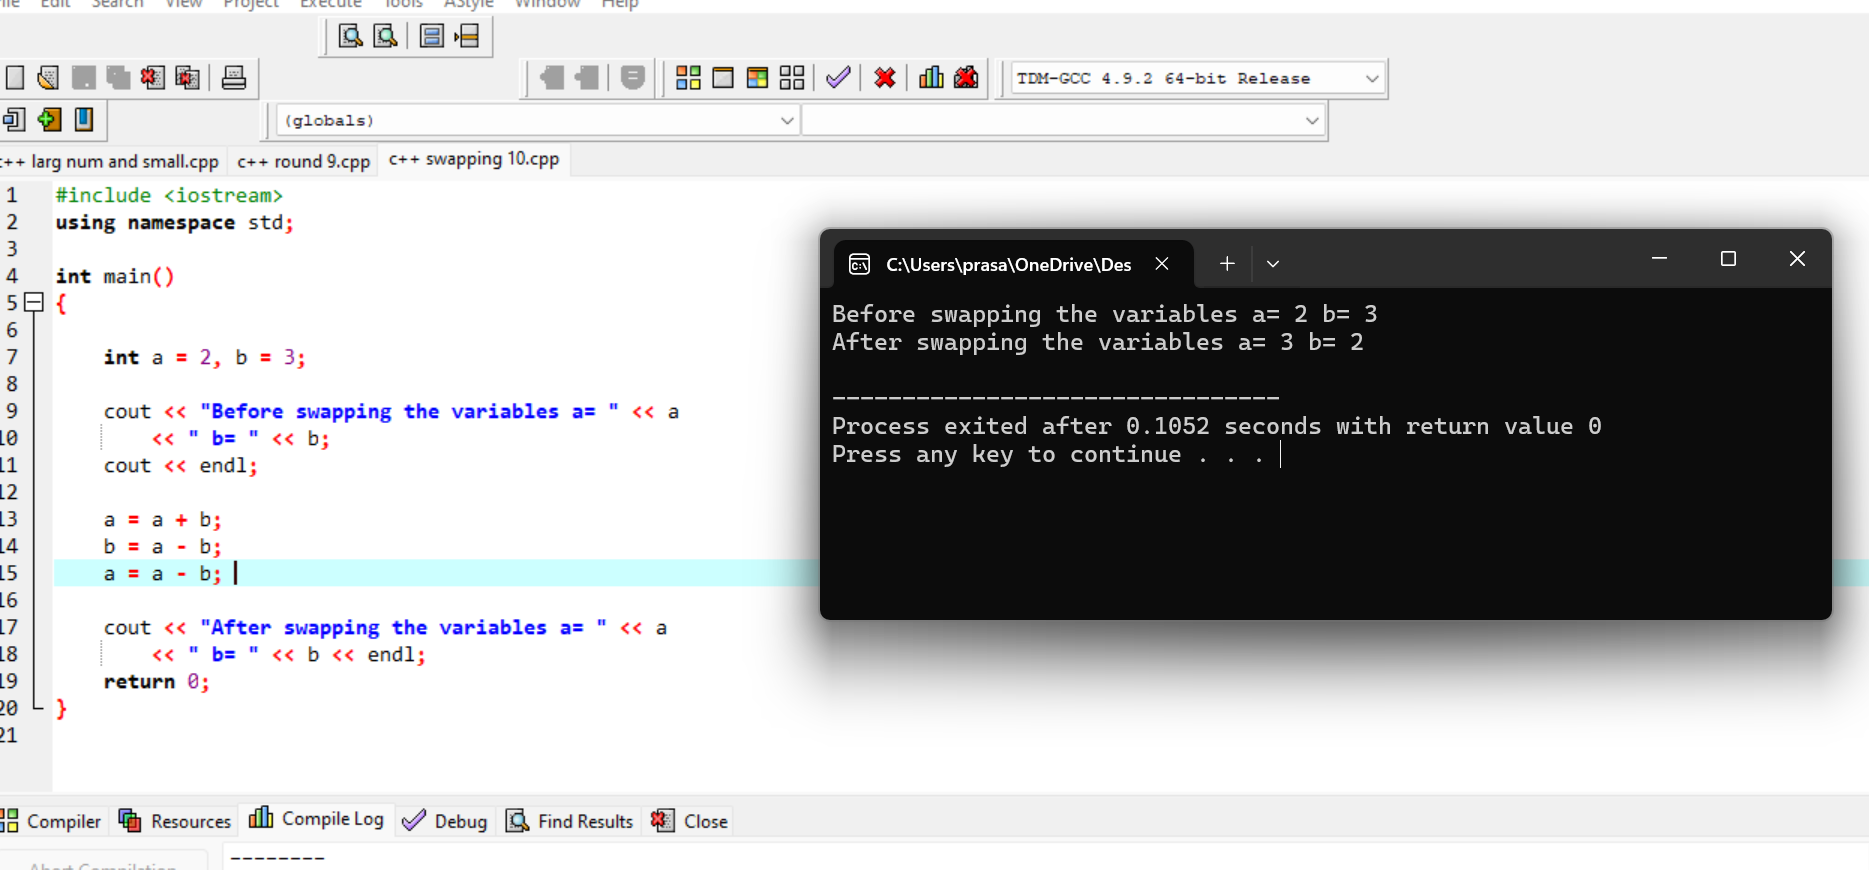 Edit Search View Project Execute Tools AStyle Window Help
TDM-GCC 4.9.2 64-bit Release
(globals)
c++ larg num and small.cpp c++ round 9.cpp c++ swapping 10.cpp
1 #include <iostream>
2 using namespace std;
3
4 int main()
5 {
6
7 int a = 2, b = 3;
8
9 cout << "Before swapping the variables a= " << a
10 << " b= " << b;
11 cout << endl;
12
13 a = a + b;
14 b = a - b;
15 a = a - b;
16
17 cout << "After swapping the variables a= " << a
18 << " b= " << b << endl;
19 return 0;
20 }
21
C:\Users\prasa\OneDrive\Des
Before swapping the variables a= 2 b= 3
After swapping the variables a= 3 b= 2
--------------------------------
Process exited after 0.1052 seconds with return value 0
Press any key to continue . . .
Compiler Resources Compile Log Debug Find Results Close
Abort Compilation
--------